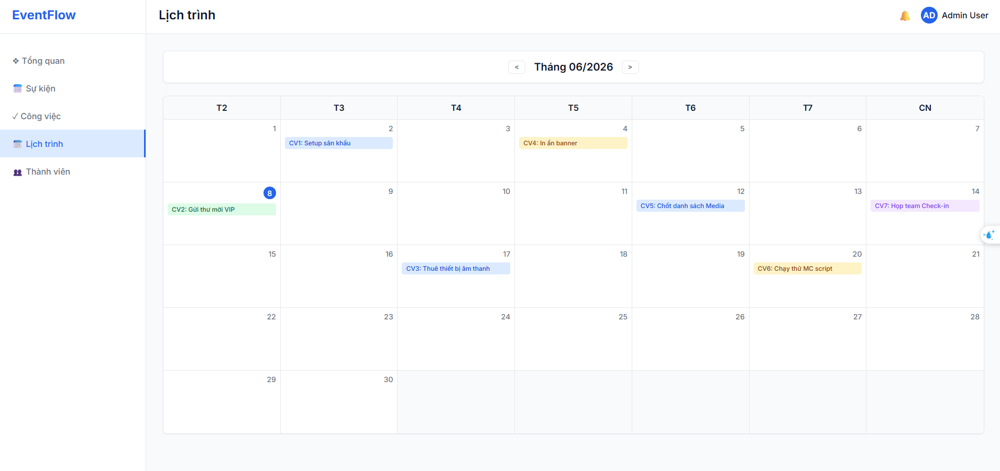 EventFlow
Lịch trình
AD Admin User
Tổng quan
Sự kiện
✓ Công việc
Lịch trình
Thành viên
< Tháng 06/2026 >
T2 T3 T4 T5 T6 T7 CN
1 2 3 4 5 6 7
CV1: Setup sân khấu CV4: In ấn banner
8 9 10 11 12 13 14
CV2: Gửi thư mời VIP CV5: Chốt danh sách Media CV7: Họp team Check-in
15 16 17 18 19 20 21
CV3: Thuê thiết bị âm thanh CV6: Chạy thử MC script
22 23 24 25 26 27 28
29 30